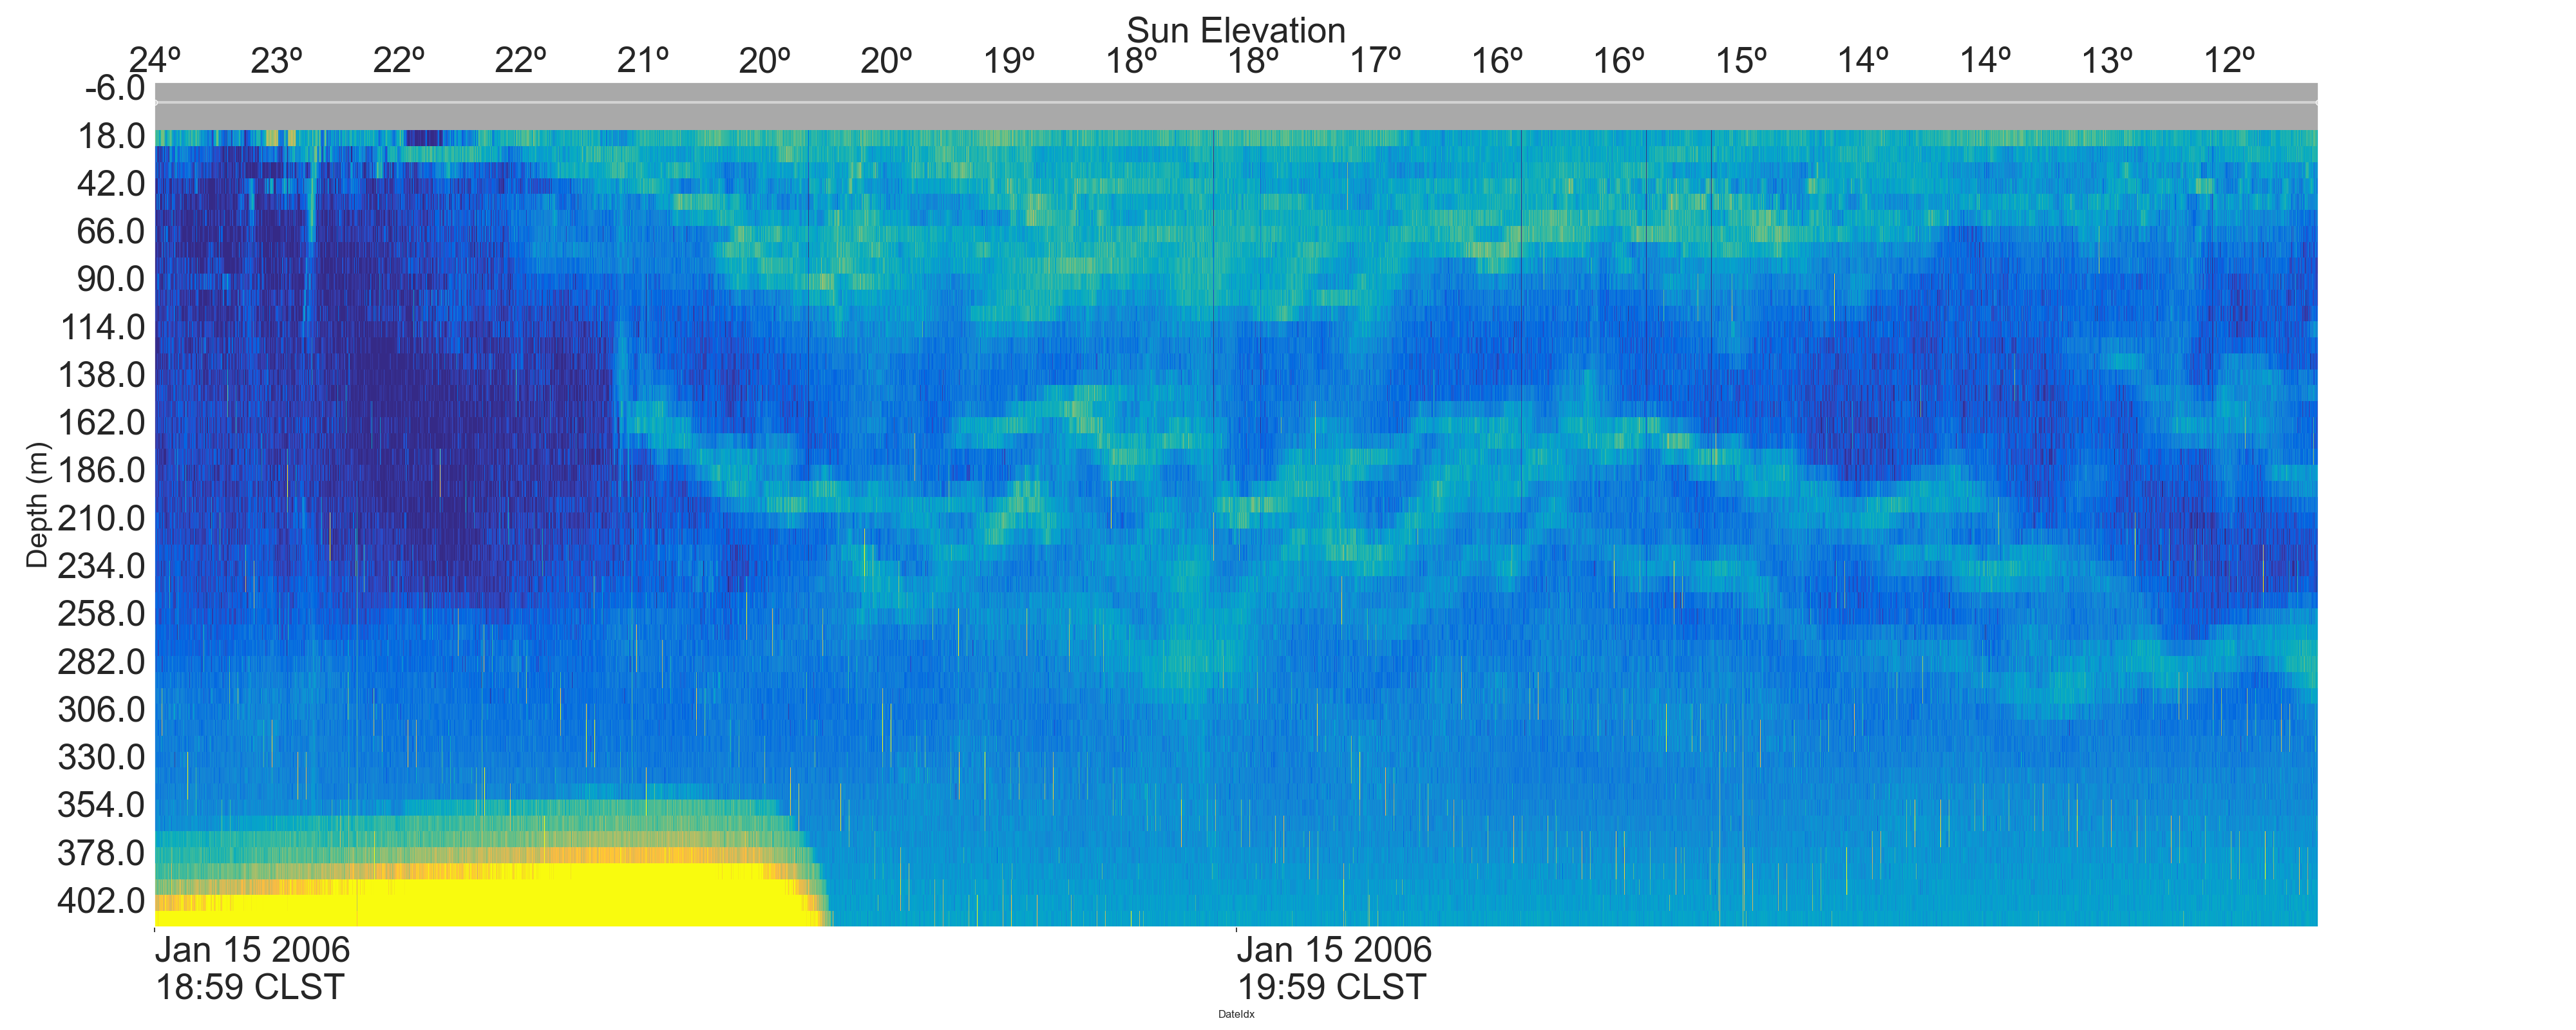 Sun Elevation
24º 23º 22º 22º 21º 20º 20º 19º 18º 18º 17º 16º 16º 15º 14º 14º 13º 12º
-6.0
18.0
42.0
66.0
90.0
114.0
138.0
162.0
186.0
210.0
234.0
258.0
282.0
306.0
330.0
354.0
378.0
402.0
Depth (m)
Jan 15 2006
18:59 CLST
Jan 15 2006
19:59 CLST
DateIdx